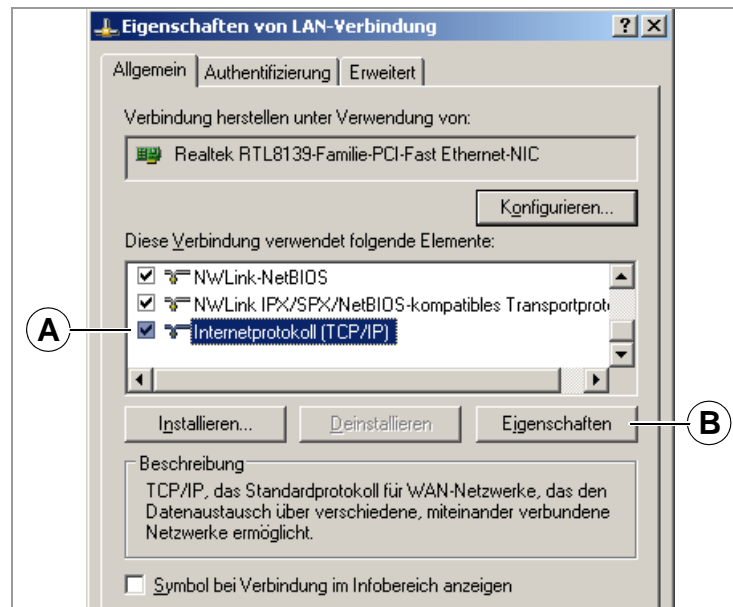 Eigenschaften von LAN-Verbindung
Allgemein Authentifizierung Erweitert
Verbindung herstellen unter Verwendung von:
Realtek RTL8139-Familie-PCI-Fast Ethernet-NIC
Konfigurieren...
Diese Verbindung verwendet folgende Elemente:
NWLink-NetBIOS
NWLink IPX/SPX/NetBIOS-kompatibles Transportproto
A
Internetprotokoll (TCP/IP)
Installieren... Deinstallieren Eigenschaften
B
Beschreibung
TCP/IP, das Standardprotokoll für WAN-Netzwerke, das den
Datenaustausch über verschiedene, miteinander verbundene
Netzwerke ermöglicht.
Symbol bei Verbindung im Infobereich anzeigen